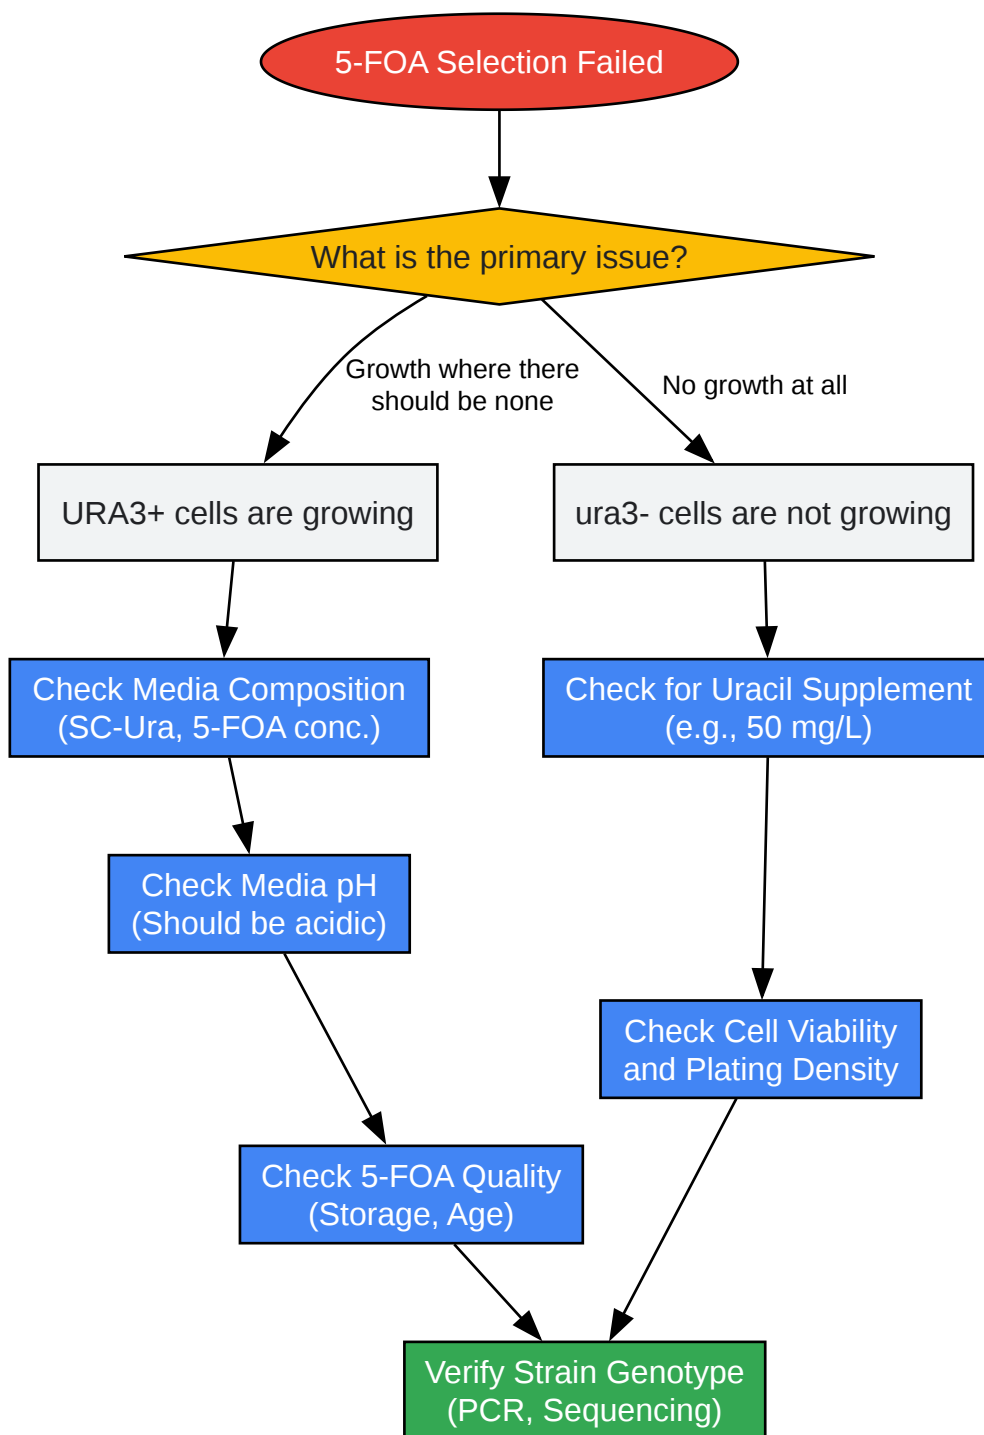 5-FOA Selection Failed
What is the primary issue?
Growth where there
should be none
No growth at all
URA3+ cells are growing
ura3- cells are not growing
Check Media Composition
(SC-Ura, 5-FOA conc.)
Check for Uracil Supplement
(e.g., 50 mg/L)
Check Media pH
(Should be acidic)
Check Cell Viability
and Plating Density
Check 5-FOA Quality
(Storage, Age)
Verify Strain Genotype
(PCR, Sequencing)